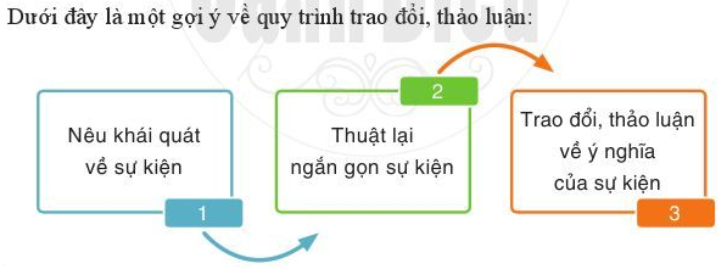 Dưới đây là một gợi ý về quy trình trao đổi, thảo luận:
Nêu khái quát
về sự kiện
1
2
Thuật lại
ngắn gọn sự kiện
Trao đổi, thảo luận
về ý nghĩa
của sự kiện
3